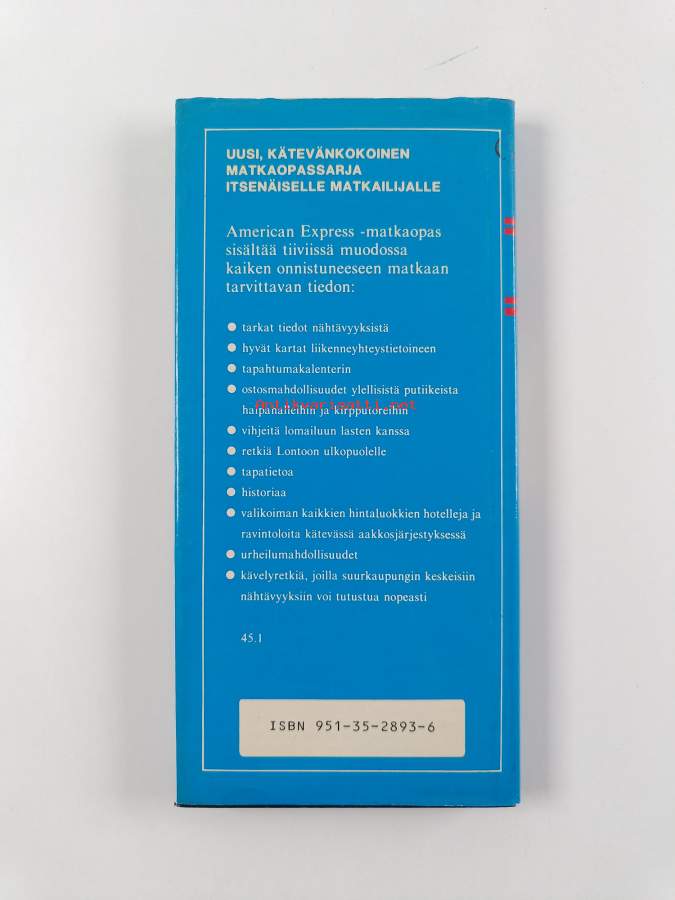 UUSI, KÄTEVÄNKOKOINEN
MATKAOPASSARJA
ITSENÄISELLE MATKAILIJALLE
American Express -matkaopas
sisältää tiiviissä muodossa
kaiken onnistuneeseen matkaan
tarvittavan tiedon:
● tarkat tiedot nähtävyyksistä
● hyvät kartat liikenneyhteystietoineen
● tapahtumakalenterin
● ostosmahdollisuudet ylellisistä putiikeista
Antikvariaatti.net
halpahalleihin ja kirpputoreihin
● vihjeitä lomailuun lasten kanssa
● retkiä Lontoon ulkopuolelle
● tapatietoa
● historiaa
● valikoiman kaikkien hintaluokkien hotelleja ja
ravintoloita kätevässä aakkosjärjestyksessä
● urheilumahdollisuudet
● kävelyretkiä, joilla suurkaupungin keskeisiin
nähtävyyksiin voi tutustua nopeasti
45.1
ISBN 951-35-2893-6